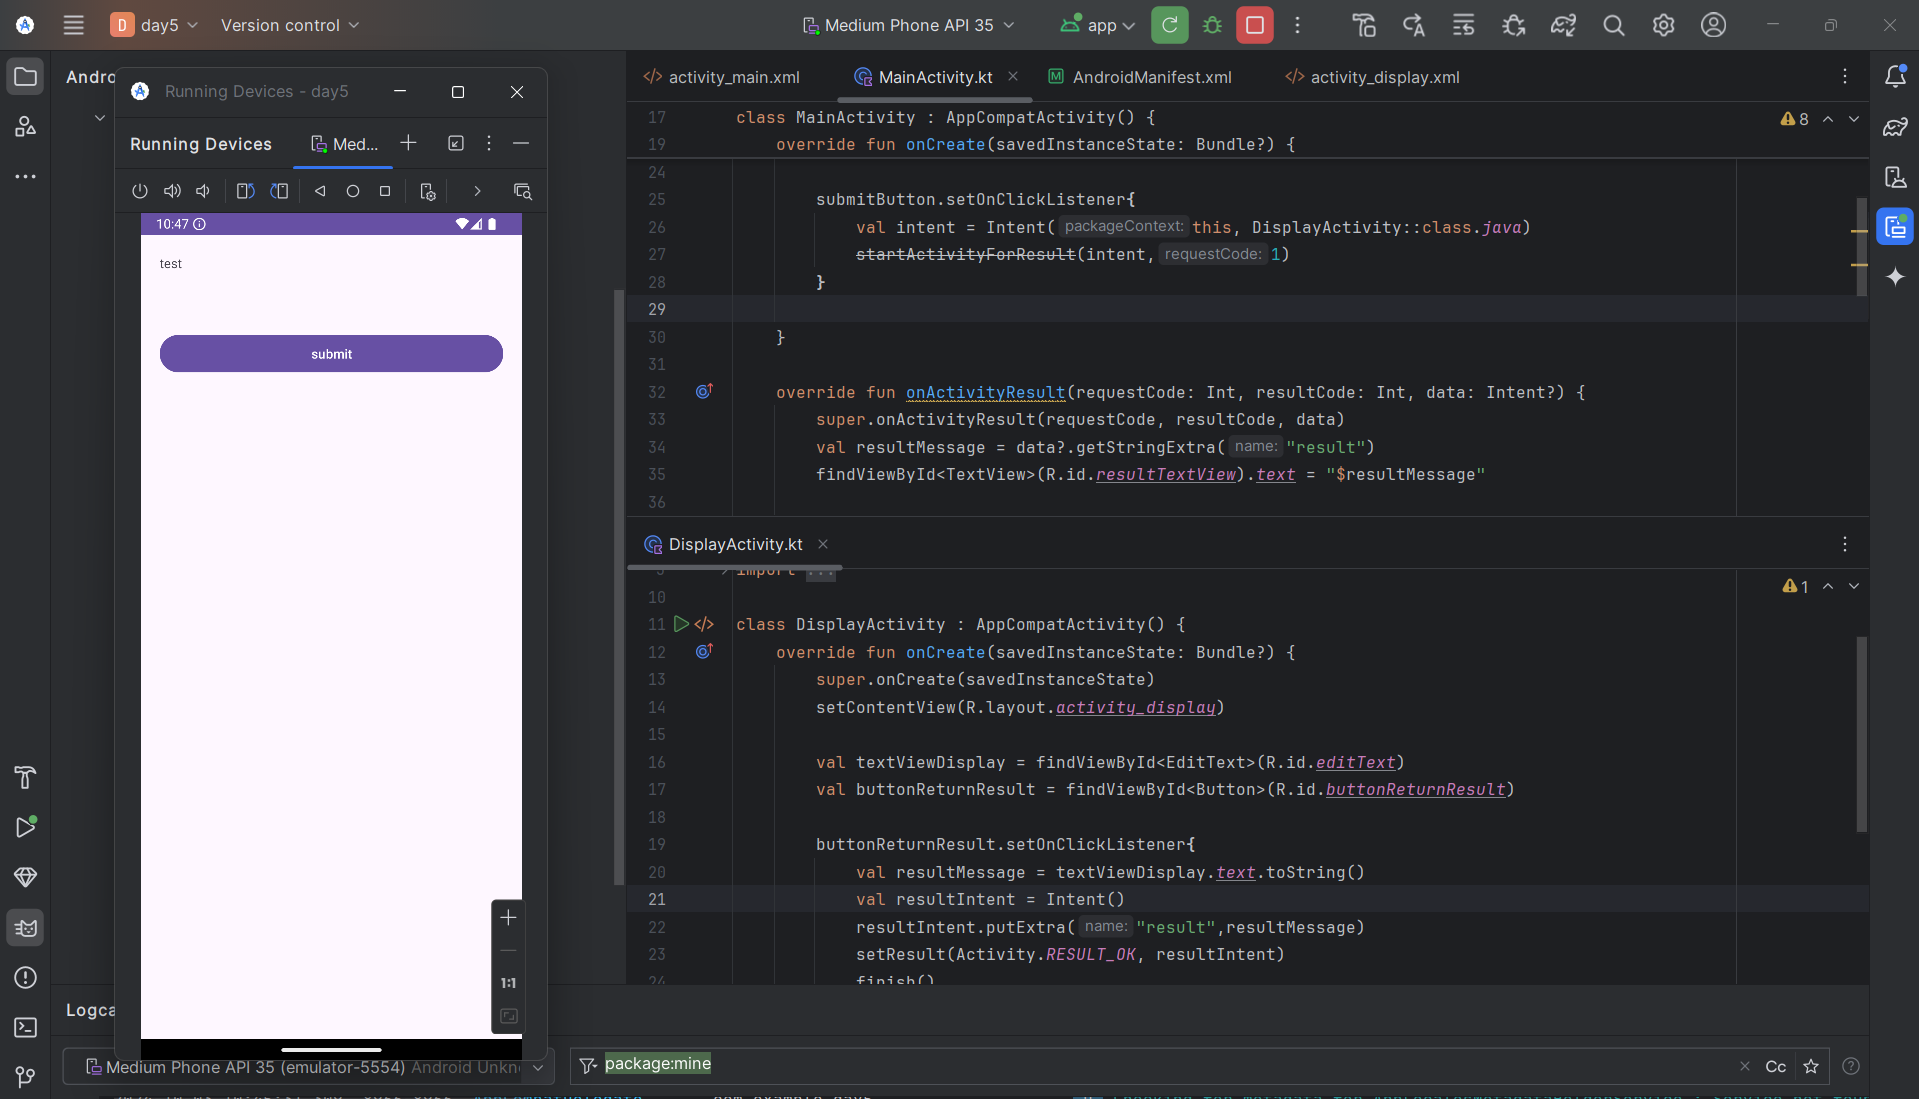 D day5 Version control Medium Phone API 35 app
Andro
activity_main.xml MainActivity.kt AndroidManifest.xml activity_display.xml
Running Devices - day5
Running Devices Med...
10:47
test
submit
1:1
8
17 class MainActivity : AppCompatActivity() {
19 override fun onCreate(savedInstanceState: Bundle?) {
24
25 submitButton.setOnClickListener{
26 val intent = Intent( packageContext: this, DisplayActivity::class.java)
27 startActivityForResult(intent, requestCode: 1)
28 }
29
30 }
31
32 override fun onActivityResult(requestCode: Int, resultCode: Int, data: Intent?) {
33 super.onActivityResult(requestCode, resultCode, data)
34 val resultMessage = data?.getStringExtra( name: "result")
35 findViewById<TextView>(R.id.resultTextView).text = "$resultMessage"
36
DisplayActivity.kt
1
import ...
10
11 class DisplayActivity : AppCompatActivity() {
12 override fun onCreate(savedInstanceState: Bundle?) {
13 super.onCreate(savedInstanceState)
14 setContentView(R.layout.activity_display)
15
16 val textViewDisplay = findViewById<EditText>(R.id.editText)
17 val buttonReturnResult = findViewById<Button>(R.id.buttonReturnResult)
18
19 buttonReturnResult.setOnClickListener{
20 val resultMessage = textViewDisplay.text.toString()
21 val resultIntent = Intent()
22 resultIntent.putExtra( name: "result",resultMessage)
23 setResult(Activity.RESULT_OK, resultIntent)
24 finish()
Logca
Medium Phone API 35 (emulator-5554) Android Unkn
package:mine
Cc